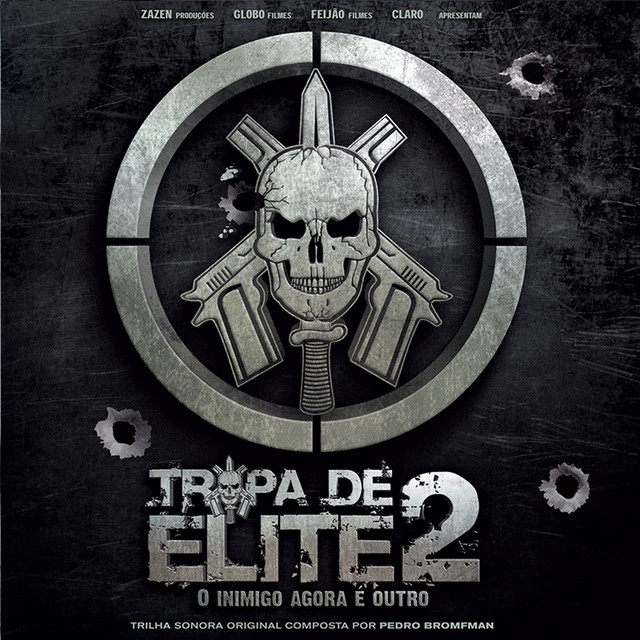 ZAZEN PRODUÇÕES GLOBO FILMES FEIJÃO FILMES CLARO APRESENTAM
TROPA DE
ELITE 2
O INIMIGO AGORA É OUTRO
TRILHA SONORA ORIGINAL COMPOSTA POR PEDRO BROMFMAN